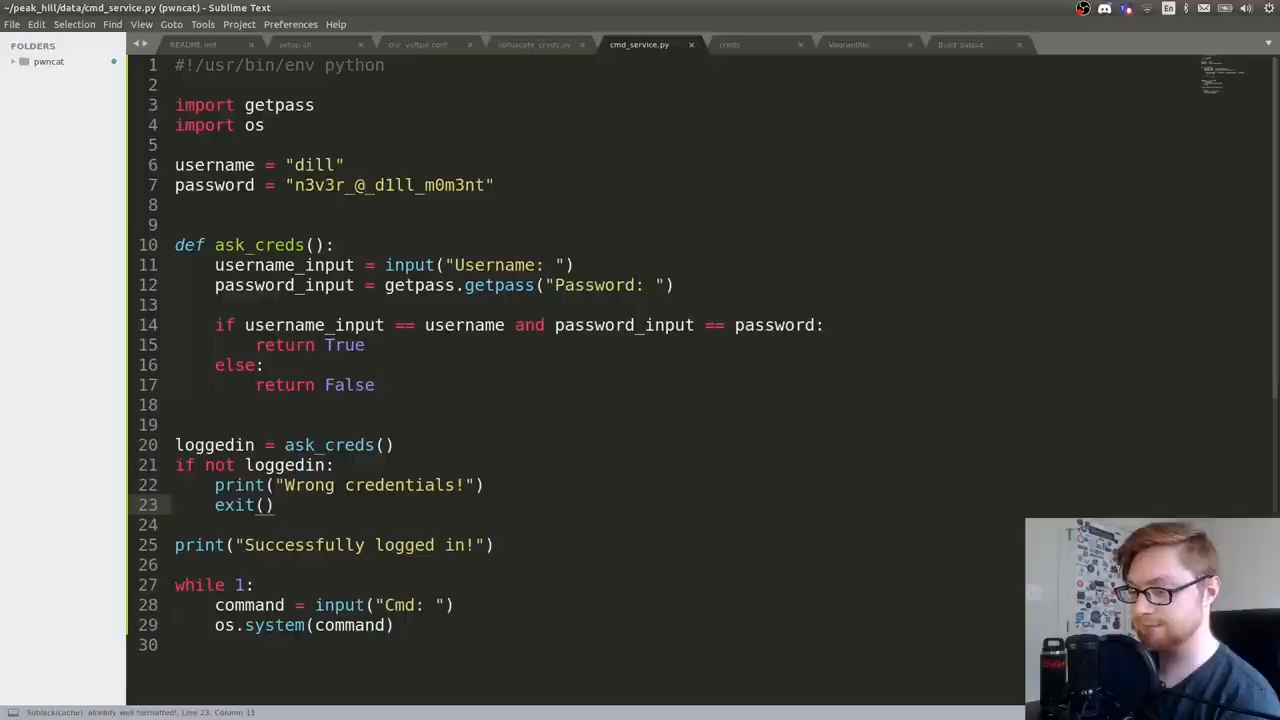 ~/peak_hill/data/cmd_service.py (pwncat) - Sublime Text
File Edit Selection Find View Goto Tools Project Preferences Help
En
FOLDERS
pwncat
README.md
setup.sh
obfuscate_creds.py
cmd_service.py
creds
Vagrantfile
Build output
1 #!/usr/bin/env python
2
3 import getpass
4 import os
5
6 username = "dill"
7 password = "n3v3r_@_d1ll_m0m3nt"
8
9
10 def ask_creds():
11 username_input = input("Username: ")
12 password_input = getpass.getpass("Password: ")
13
14 if username_input == username and password_input == password:
15 return True
16 else:
17 return False
18
19
20 loggedin = ask_creds()
21 if not loggedin:
22 print("Wrong credentials!")
23 exit()
24
25 print("Successfully logged in!")
26
27 while 1:
28 command = input("Cmd: ")
29 os.system(command)
30
Sublack(cache) already well formatted!, Line 23, Column 11